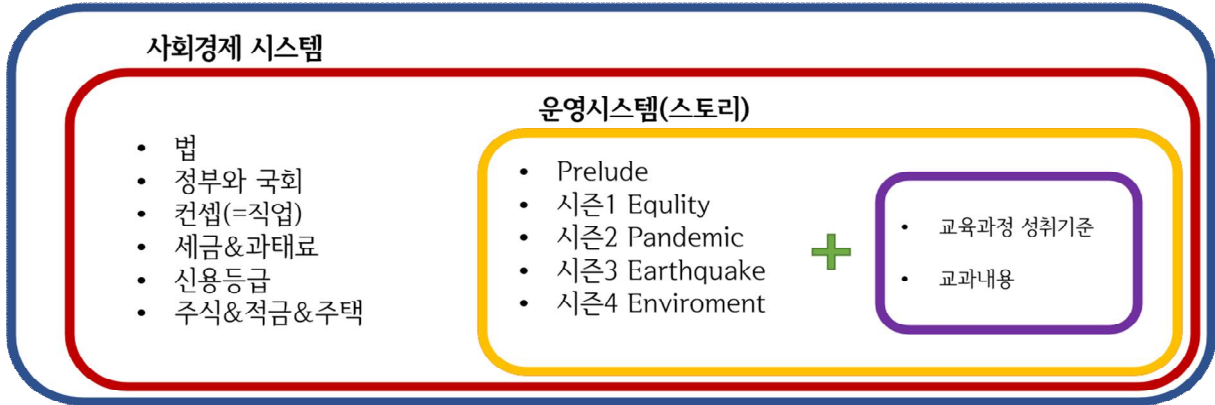 사회경제 시스템
운영시스템(스토리)
• 법
• 정부와 국회
• 컨셉(=직업)
• 세금&과태료
• 신용등급
• 주식&적금&주택
• Prelude
• 시즌1 Equlity
• 시즌2 Pandemic
• 시즌3 Earthquake
• 시즌4 Enviroment
• 교육과정 성취기준
• 교과내용